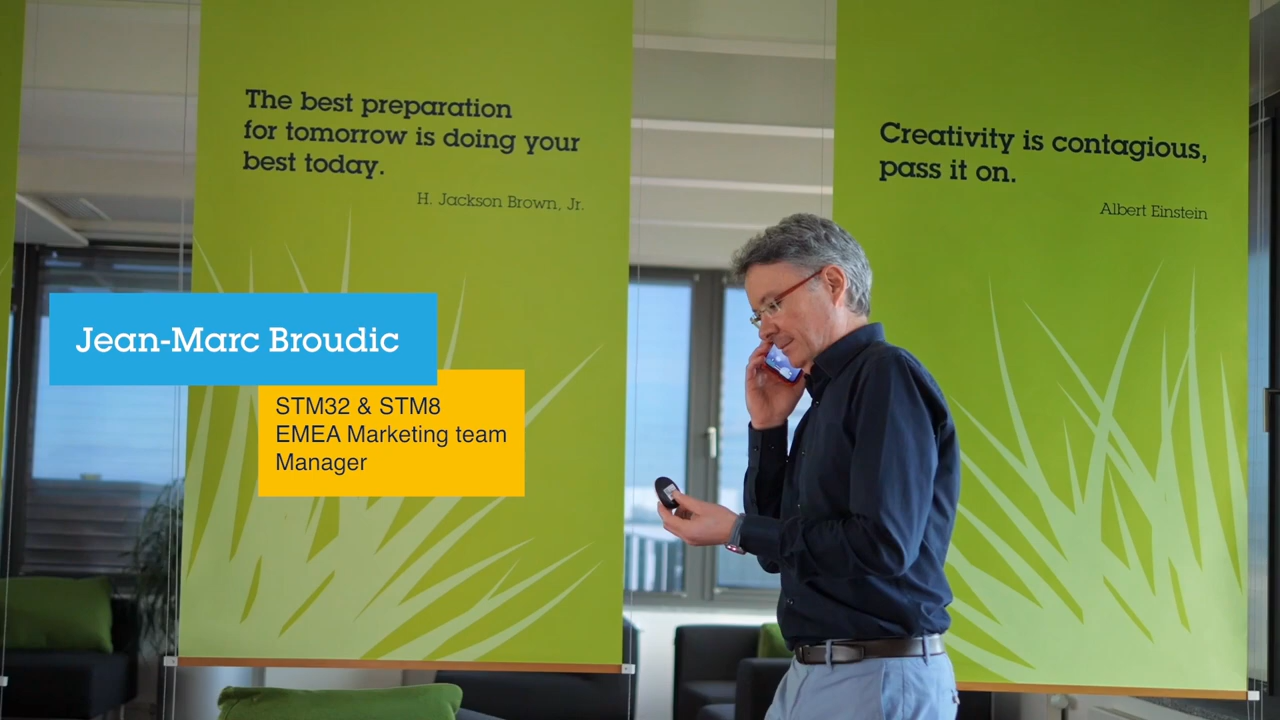 The best preparation
for tomorrow is doing your
best today.
H. Jackson Brown, Jr.
Creativity is contagious,
pass it on.
Albert Einstein
Jean-Marc Broudic
STM32 & STM8
EMEA Marketing team
Manager